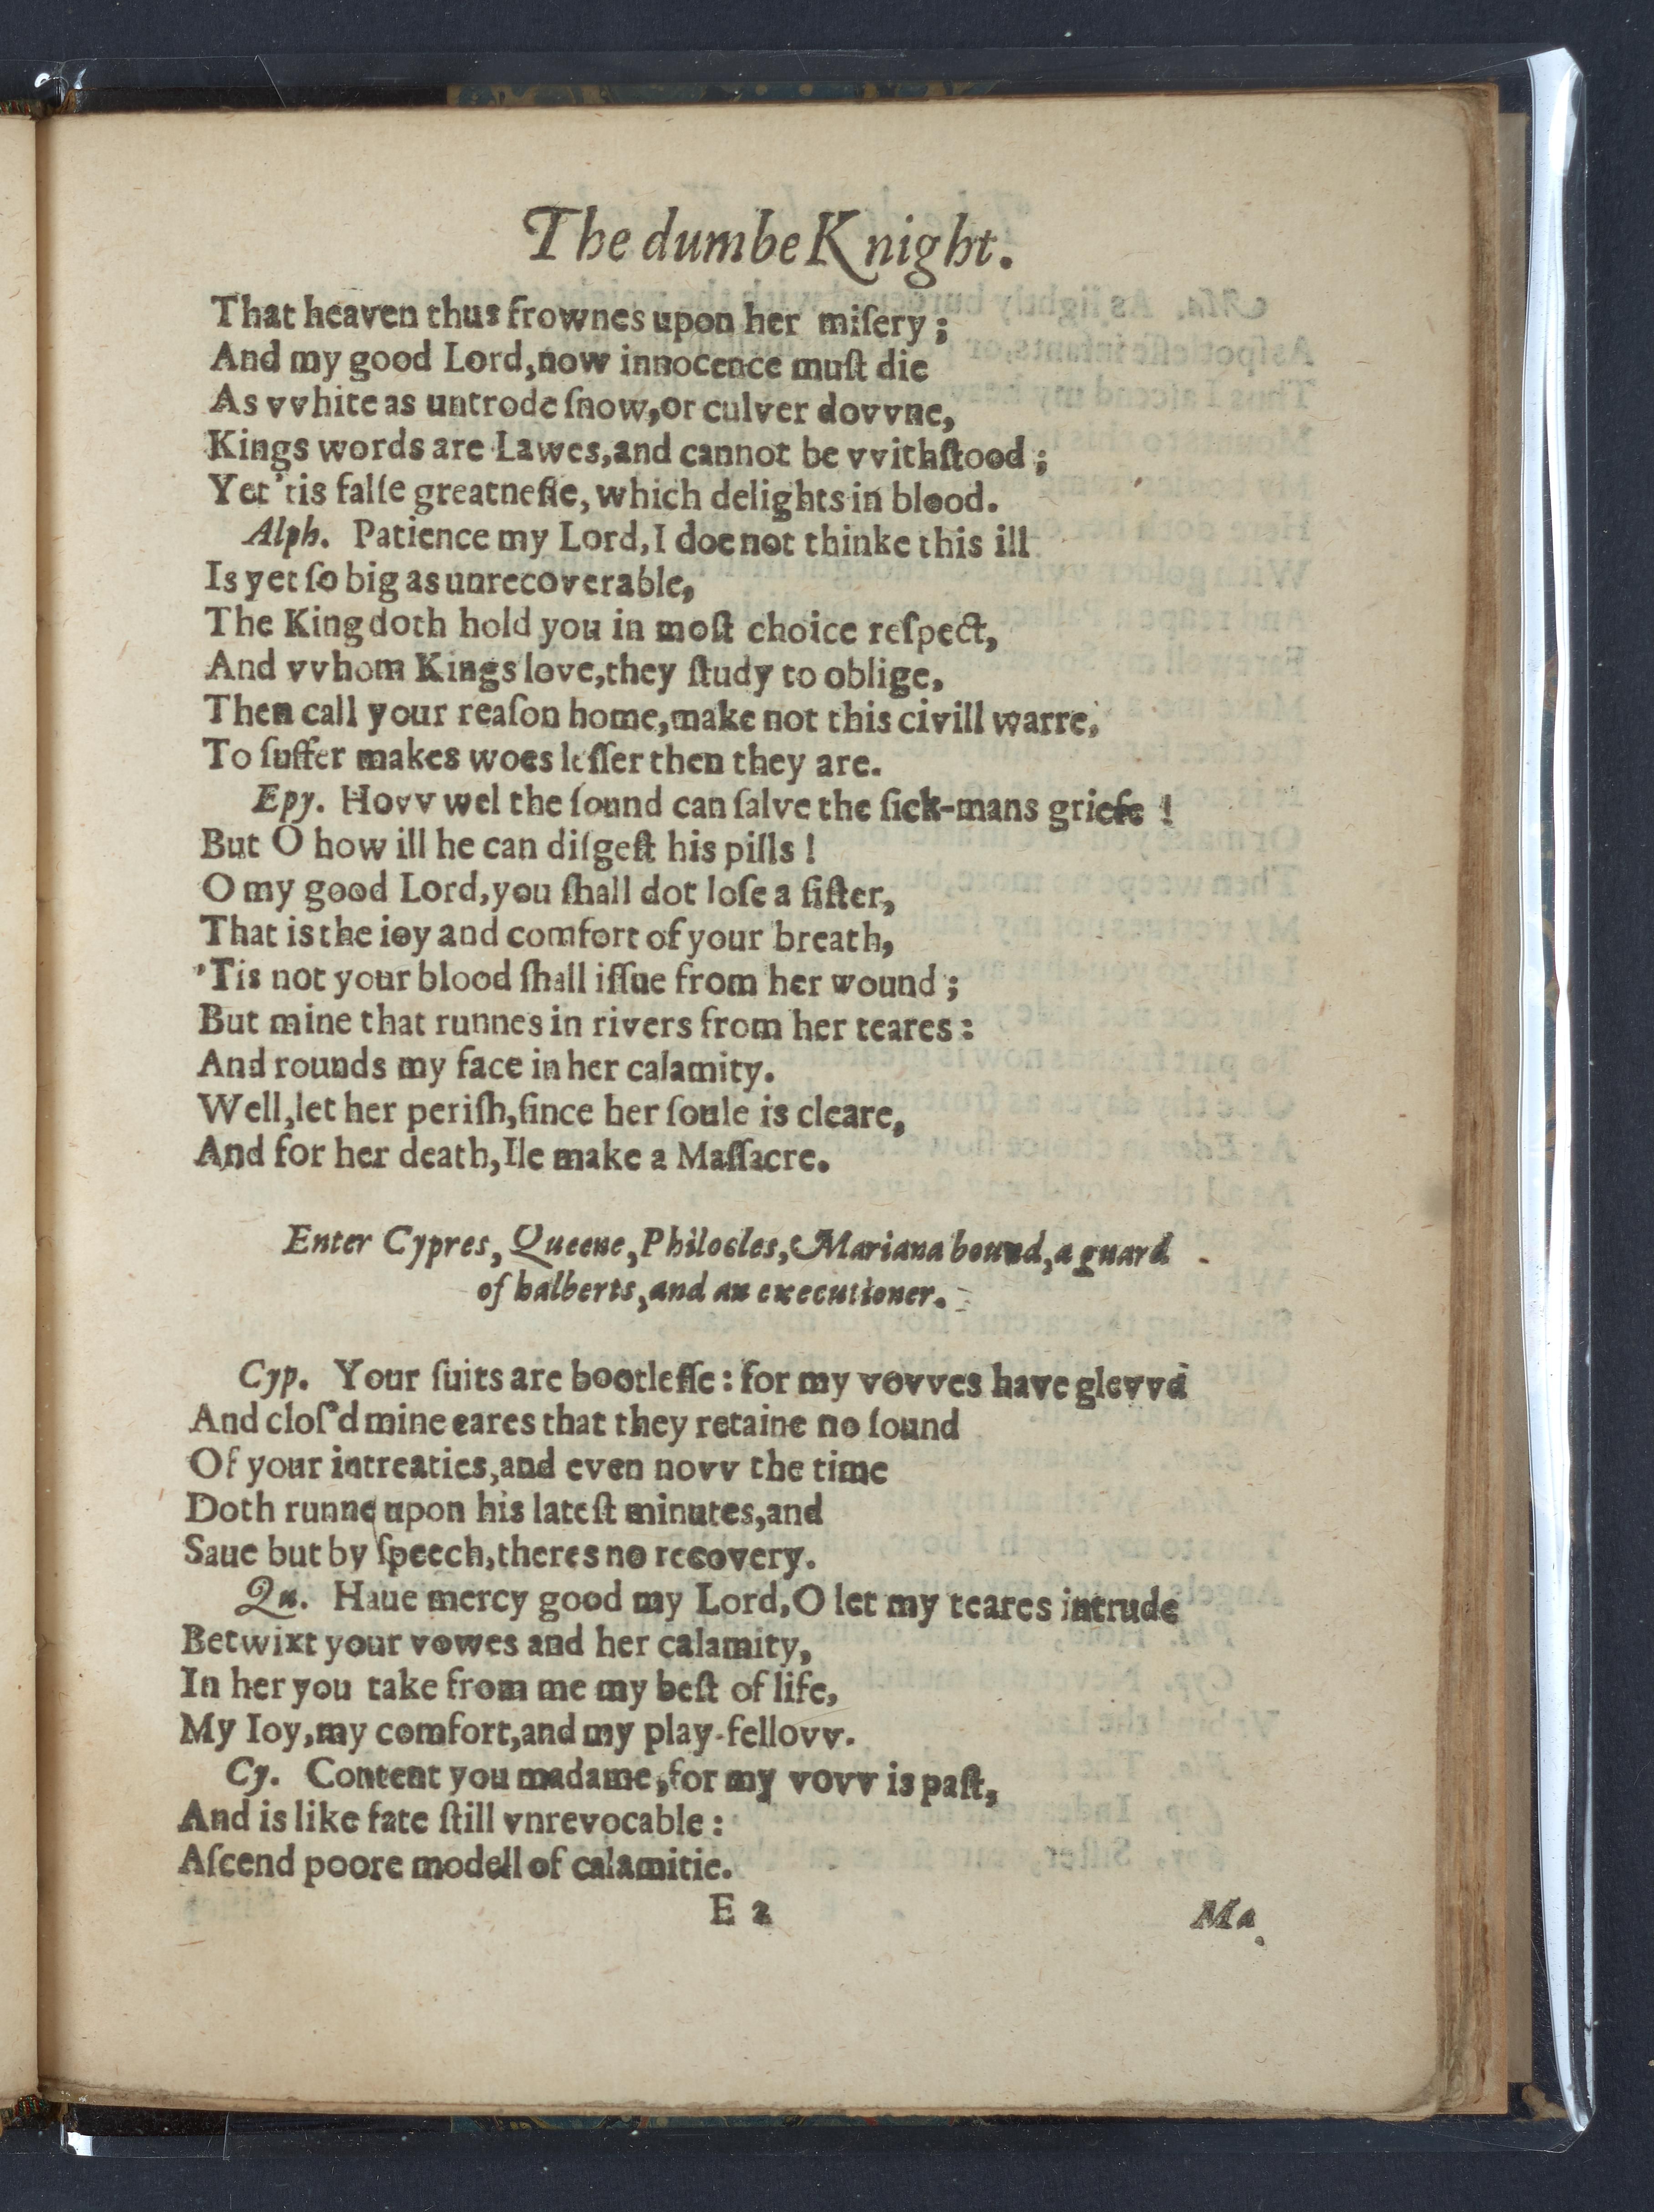 The dumbe Knight.
That heaven thus frownes upon her miſery;
And my good Lord,now innocence muſt die
As vvhite as untrode ſnow,or culver dovvne,
Kings words are Lawes,and cannot be vvithſtood;
Yet 'tis falſe greatneſſe, which delights in blood.
Alph. Patience my Lord,I doe not thinke this ill
Is yet ſo big as unrecoverable,
The King doth hold you in moſt choice reſpect,
And vvhom Kings love,they ſtudy to oblige,
Then call your reaſon home,make not this civill warre,
To ſuffer makes woes leſſer then they are.
Epy. Hovv wel the ſound can ſalve the ſick-mans griefe !
But O how ill he can diſgeſt his pills !
O my good Lord,you ſhall dot loſe a ſiſter,
That is the ioy and comfort of your breath,
'Tis not your blood ſhall iſſue from her wound;
But mine that runnes in rivers from her teares:
And rounds my face in her calamity.
Well,let her periſh,ſince her ſoule is cleare,
And for her death,Ile make a Maſſacre.
Enter Cypres, Queene, Philocles, Mariana bound, a guard
of halberts, and an executioner.
Cyp. Your ſuits are bootleſſe: for my vovves have glevvd
And cloſ'd mine eares that they retaine no ſound
Of your intreaties,and even novv the time
Doth runne upon his lateſt minutes,and
Saue but by ſpeech,theres no recovery.
Qu. Haue mercy good my Lord,O let my teares intrude
Betwixt your vowes and her calamity,
In her you take from me my beſt of life,
My Ioy,my comfort,and my play-fellovv.
Cy. Content you madame,for my vovv is paſt,
And is like fate ſtill vnrevocable:
Aſcend poore modell of calamitie.
E 2
Ma.